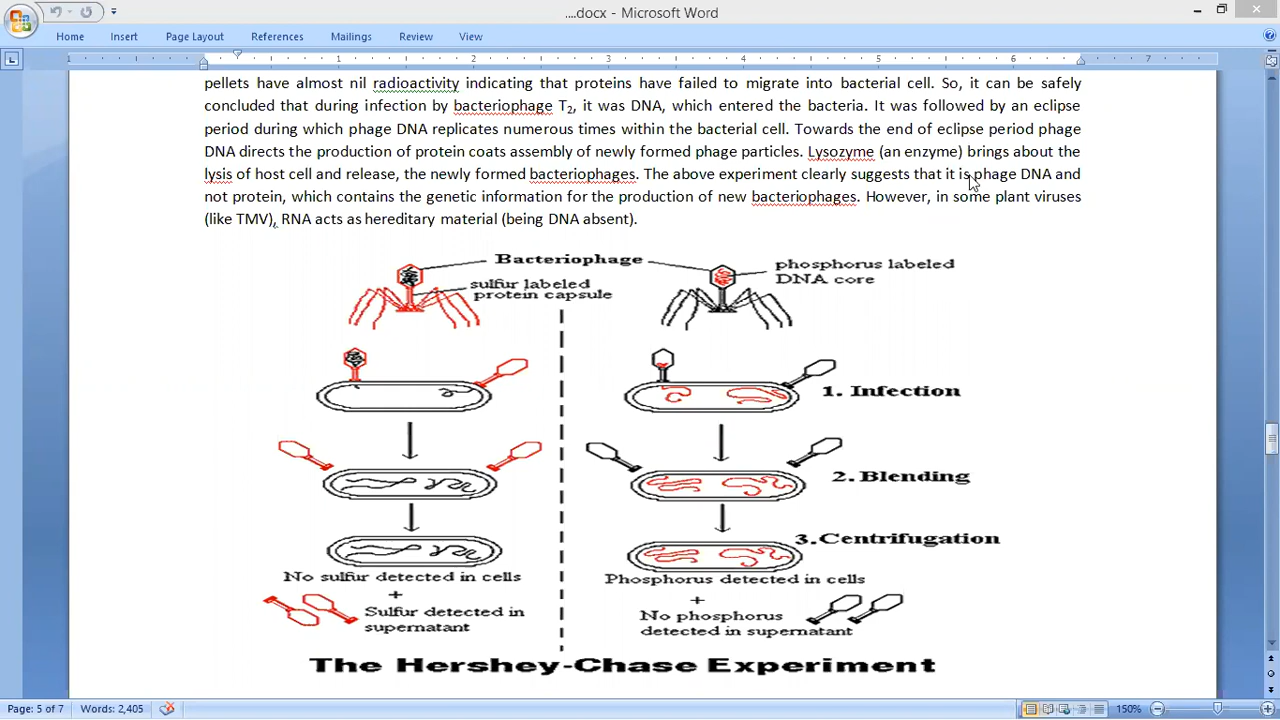 ....docx - Microsoft Word
Home Insert Page Layout References Mailings Review View
1 1 2 3 4 5 6 7
pellets have almost nil radioactivity indicating that proteins have failed to migrate into bacterial cell. So, it can be safely
concluded that during infection by bacteriophage T2, it was DNA, which entered the bacteria. It was followed by an eclipse
period during which phage DNA replicates numerous times within the bacterial cell. Towards the end of eclipse period phage
DNA directs the production of protein coats assembly of newly formed phage particles. Lysozyme (an enzyme) brings about the
lysis of host cell and release, the newly formed bacteriophages. The above experiment clearly suggests that it is phage DNA and
not protein, which contains the genetic information for the production of new bacteriophages. However, in some plant viruses
(like TMV), RNA acts as hereditary material (being DNA absent).
Bacteriophage
sulfur labeled
protein capsule
phosphorus labeled
DNA core
1. Infection
2. Blending
3.Centrifugation
No sulfur detected in cells
+
Sulfur detected in
supernatant
Phosphorus detected in cells
+
No phosphorus
detected in supernatant
The Hershey-Chase Experiment
Page: 5 of 7 Words: 2,405 150%